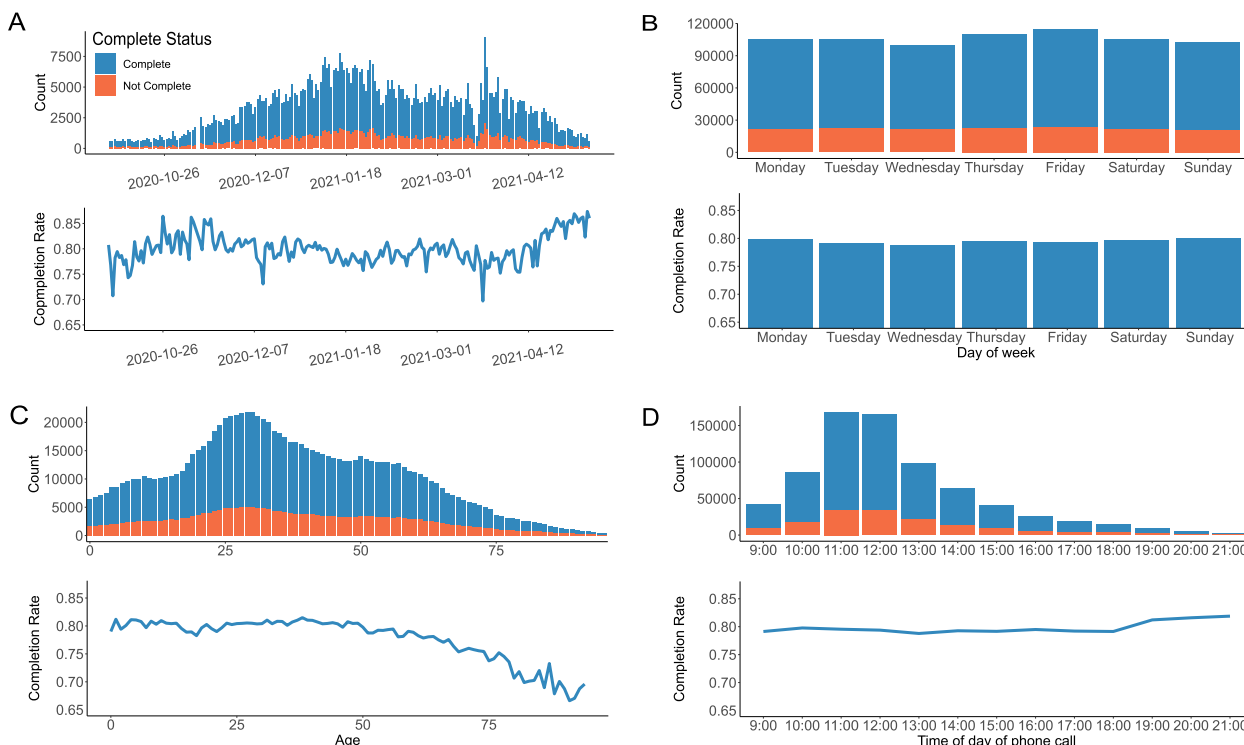 A
Complete Status
Complete
Not Complete
Count
7500
5000
2500
0
2020-10-26 2020-12-07 2021-01-18 2021-03-01 2021-04-12
Copmpletion Rate
0.85
0.80
0.75
0.70
0.65
2020-10-26 2020-12-07 2021-01-18 2021-03-01 2021-04-12
B
Count
120000
90000
60000
30000
0
Monday Tuesday Wednesday Thursday Friday Saturday Sunday
Completion Rate
0.85
0.80
0.75
0.70
0.65
Monday Tuesday Wednesday Thursday Friday Saturday Sunday
Day of week
C
Count
20000
15000
10000
5000
0
0 25 50 75
Completion Rate
0.85
0.80
0.75
0.70
0.65
0 25 50 75
Age
D
Count
150000
100000
50000
0
9:00 10:00 11:00 12:00 13:00 14:00 15:00 16:00 17:00 18:00 19:00 20:00 21:00
Completion Rate
0.85
0.80
0.75
0.70
0.65
9:00 10:00 11:00 12:00 13:00 14:00 15:00 16:00 17:00 18:00 19:00 20:00 21:00
Time of day of phone call